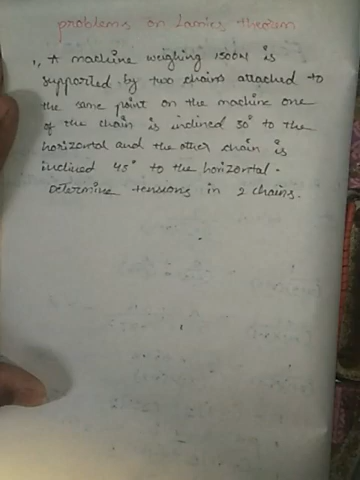 problems on Lamies theorem
1, A machine weighing 1500N is
supported by two chains attached to
the same point on the machine one
of the chain is inclined 30° to the
horizontal and the other chain is
inclined 45° to the horizontal.
Determine tensions in 2 chains.